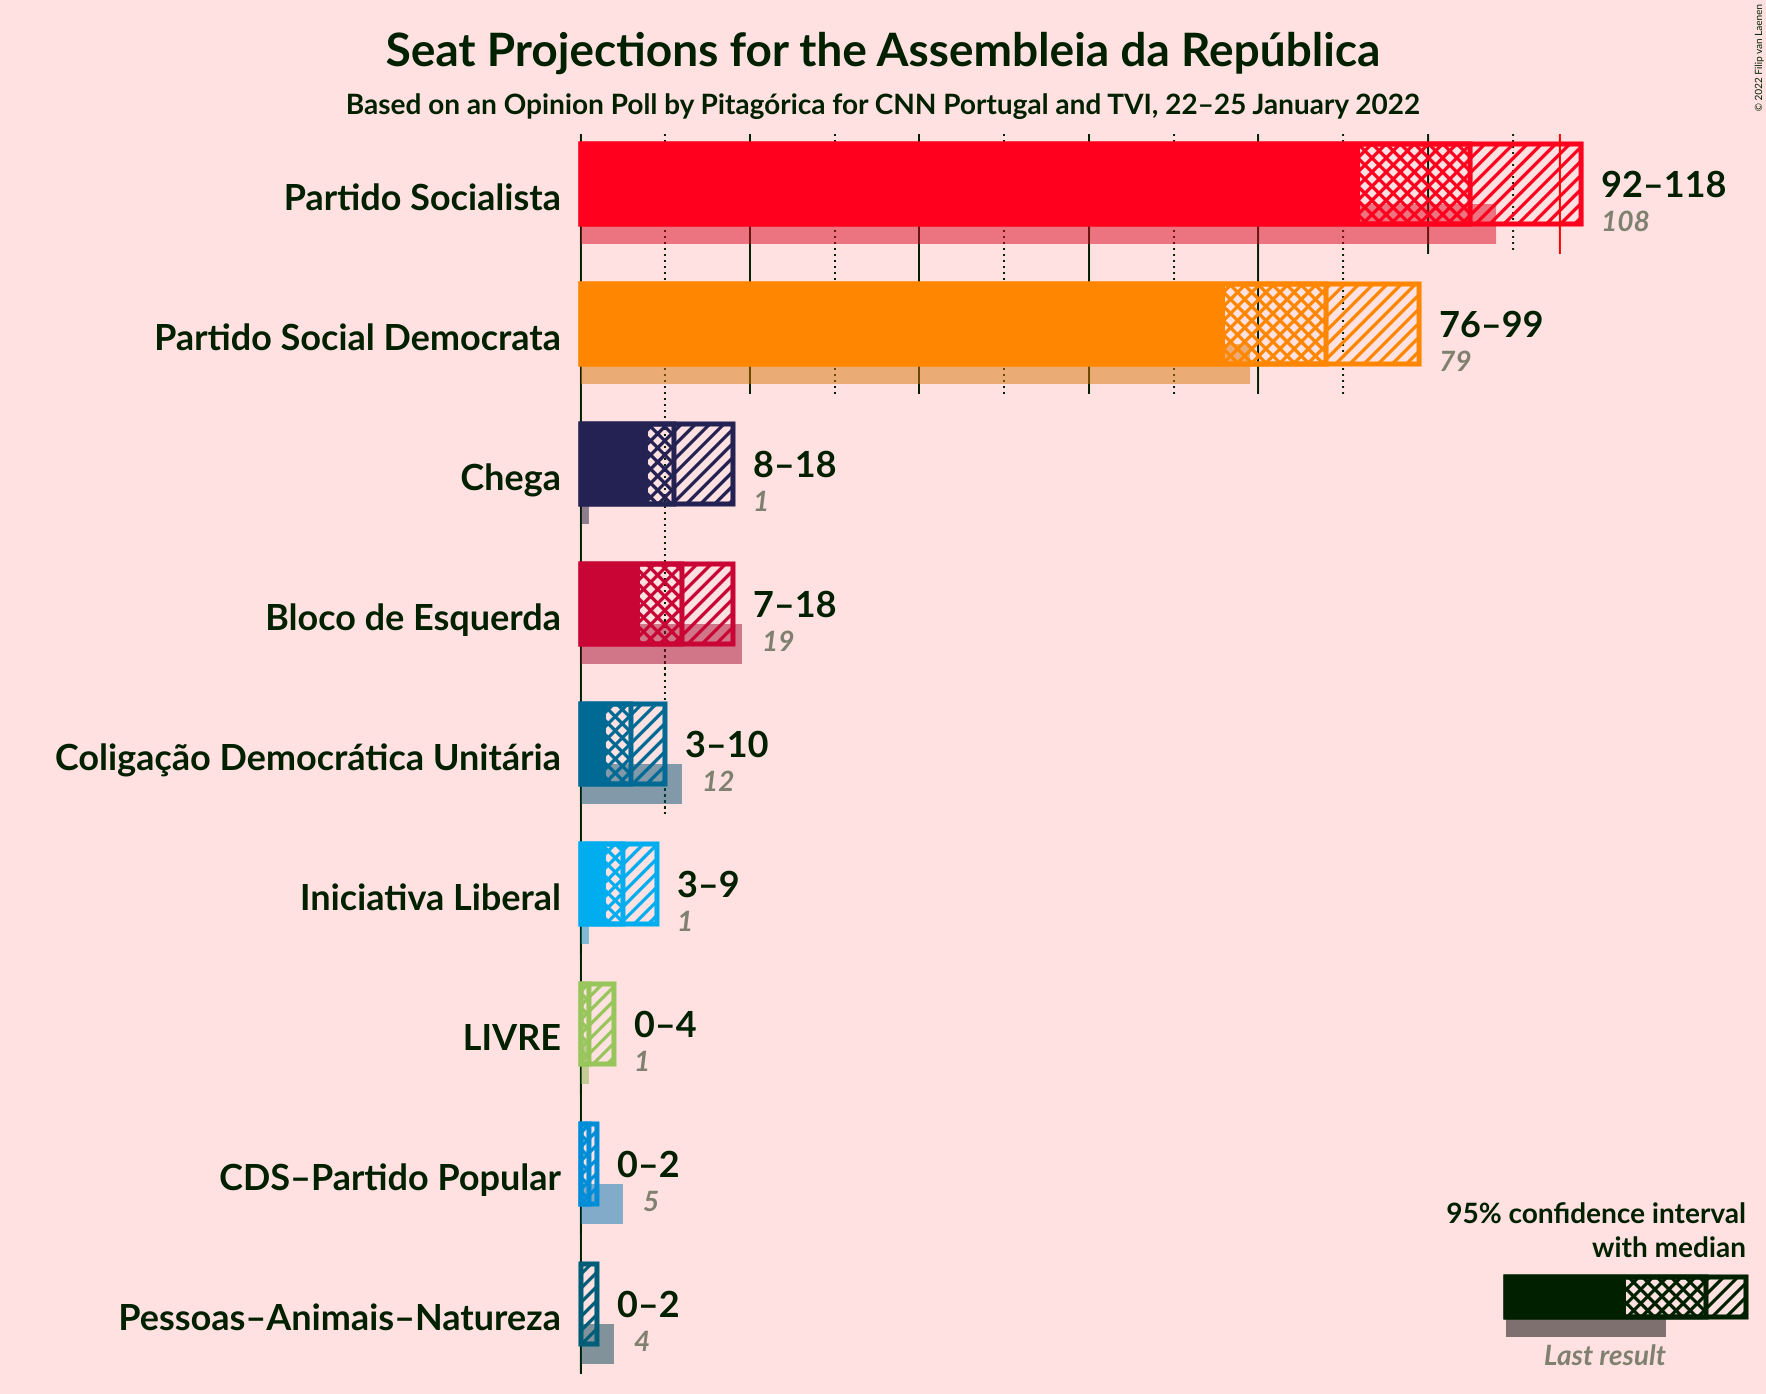 Seat Projections for the Assembleia da República
Based on an Opinion Poll by Pitagórica for CNN Portugal and TVI, 22–25 January 2022
© 2022 Filip van Laenen
Partido Socialista
92–118
108
Partido Social Democrata
76–99
79
Chega
8–18
1
Bloco de Esquerda
7–18
19
Coligação Democrática Unitária
3–10
12
Iniciativa Liberal
3–9
1
LIVRE
0–4
1
CDS–Partido Popular
0–2
5
Pessoas–Animais–Natureza
0–2
4
95% confidence interval
with median
Last result